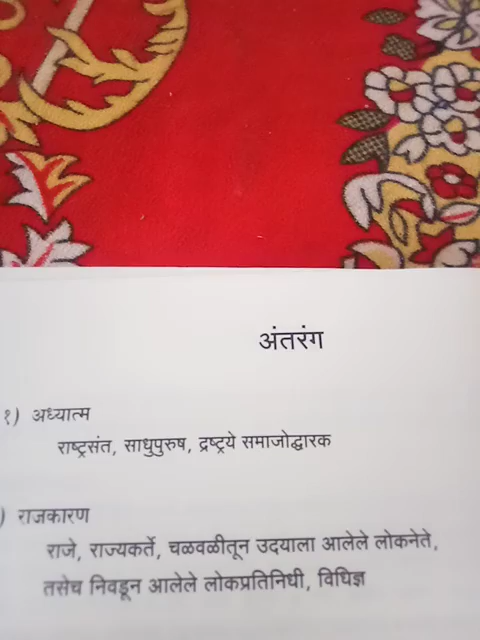 अंतरंग
१) अध्यात्म
राष्ट्रसंत, साधुपुरुष, द्रष्ट्रये समाजोद्धारक
) राजकारण
राजे, राज्यकर्ते, चळवळीतून उदयाला आलेले लोकनेते,
तसेच निवडून आलेले लोकप्रतिनिधी, विधिज्ञ